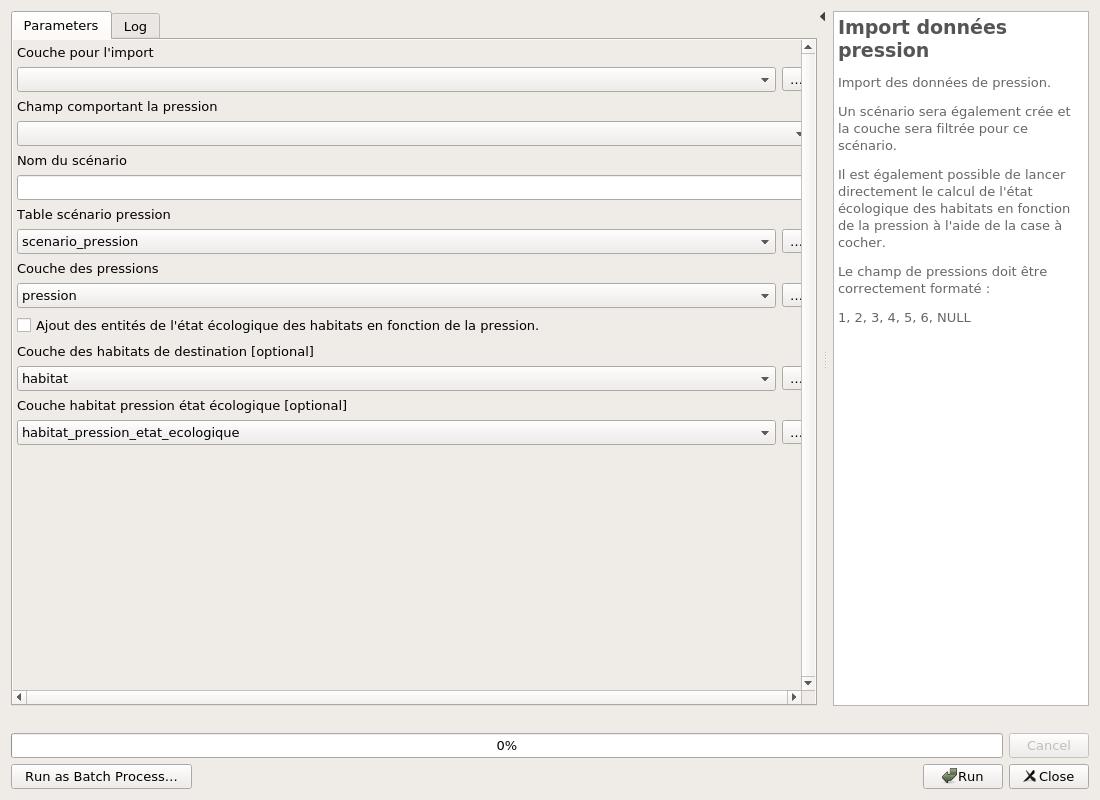 Parameters
Log
Couche pour l'import
...
Champ comportant la pression
Nom du scénario
Table scénario pression
scenario_pression
...
Couche des pressions
pression
...
Ajout des entités de l'état écologique des habitats en fonction de la pression.
Couche des habitats de destination [optional]
habitat
...
Couche habitat pression état écologique [optional]
habitat_pression_etat_ecologique
...
Import données
pression
Import des données de pression.
Un scénario sera également crée et
la couche sera filtrée pour ce
scénario.
Il est également possible de lancer
directement le calcul de l'état
écologique des habitats en fonction
de la pression à l'aide de la case à
cocher.
Le champ de pressions doit être
correctement formaté :
1, 2, 3, 4, 5, 6, NULL
0%
Cancel
Run as Batch Process...
Run
Close